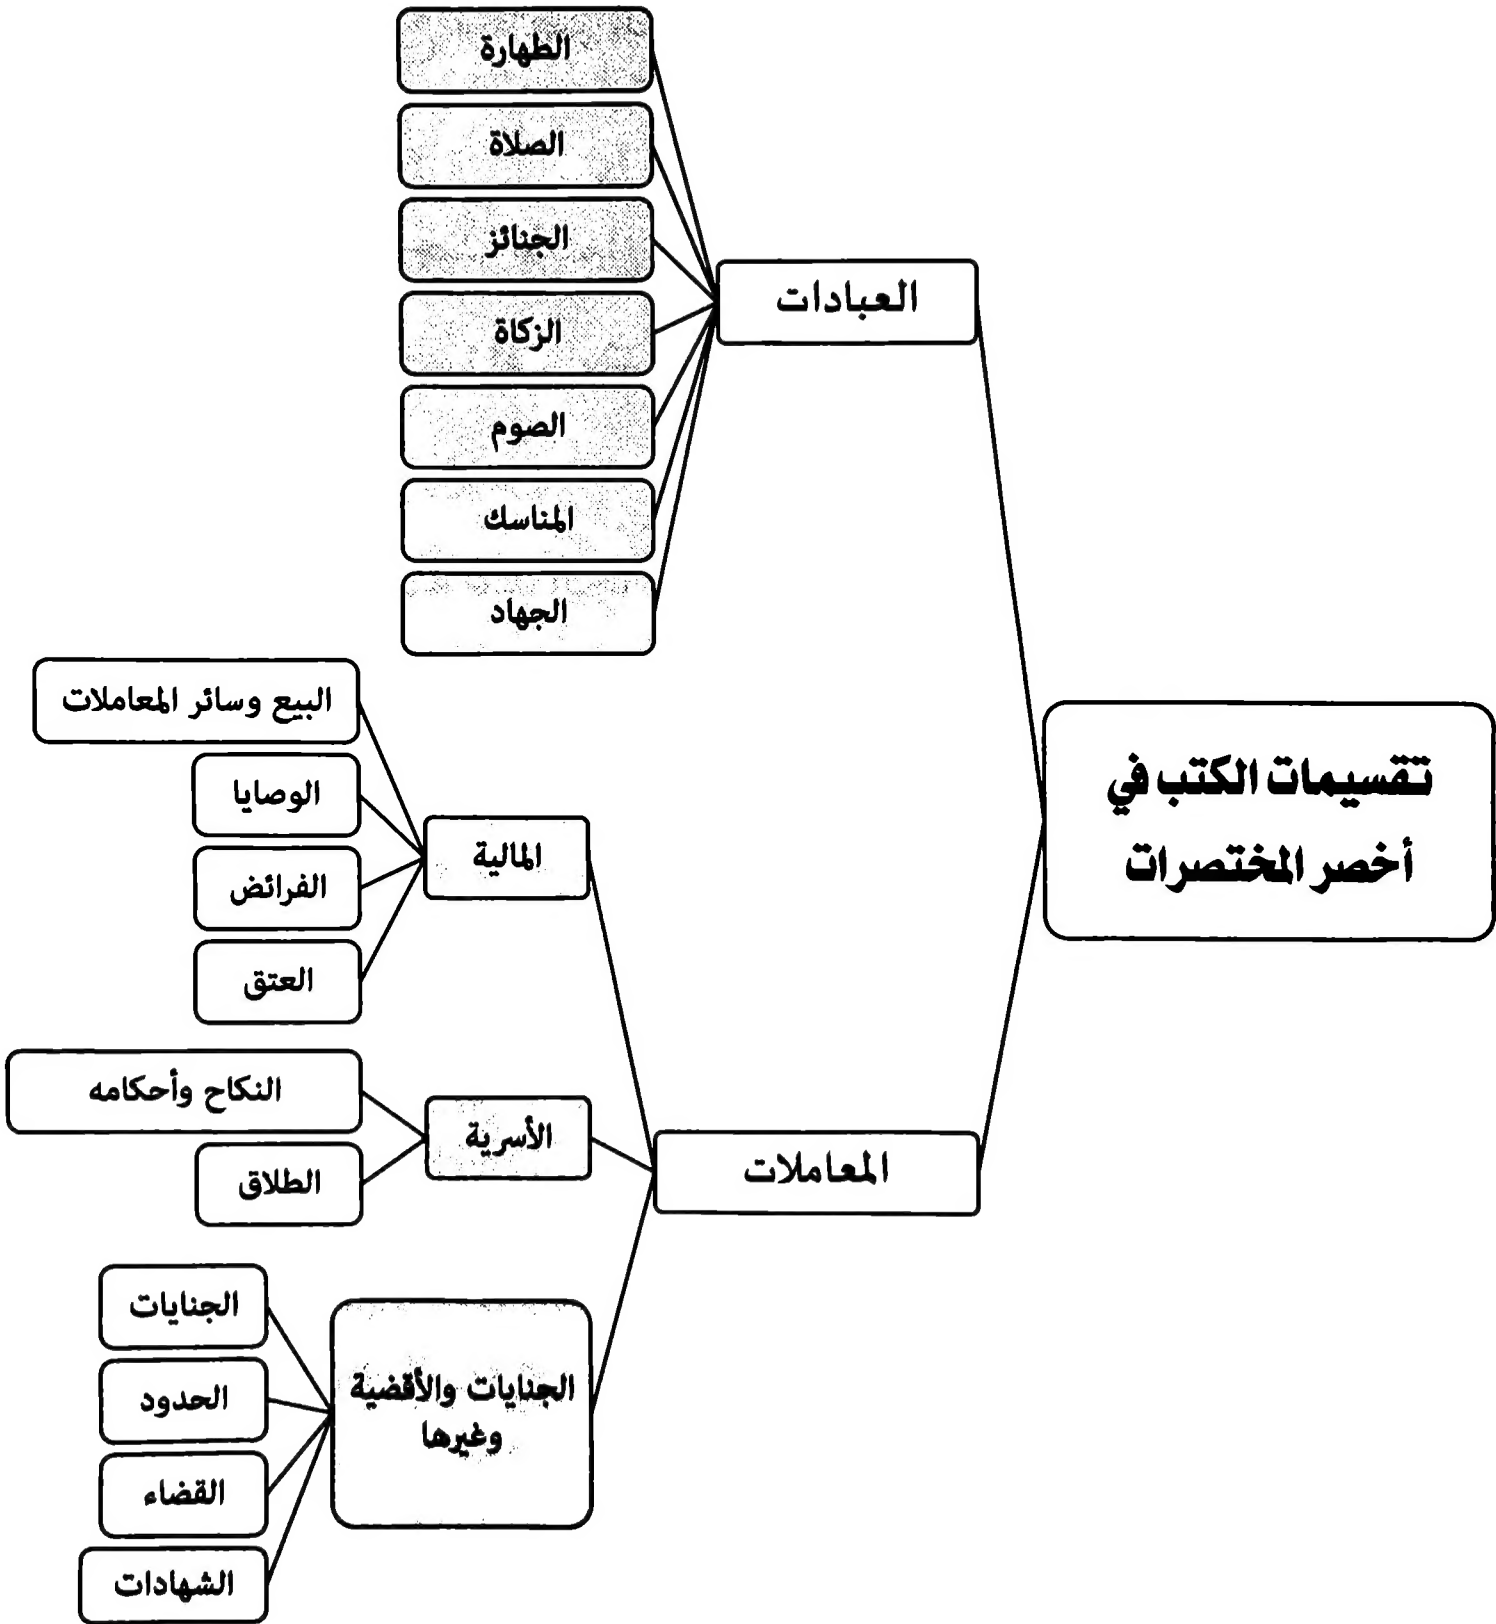 تقسيمات الكتب في
أخصر المختصرات
العبادات
الطهارة
الصلاة
الجنائز
الزكاة
الصوم
المناسك
الجهاد
المعاملات
المالية
البيع وسائر المعاملات
الوصايا
الفرائض
العتق
الأسرية
النكاح وأحكامه
الطلاق
الجنايات والأقضية
وغيرها
الجنايات
الحدود
القضاء
الشهادات